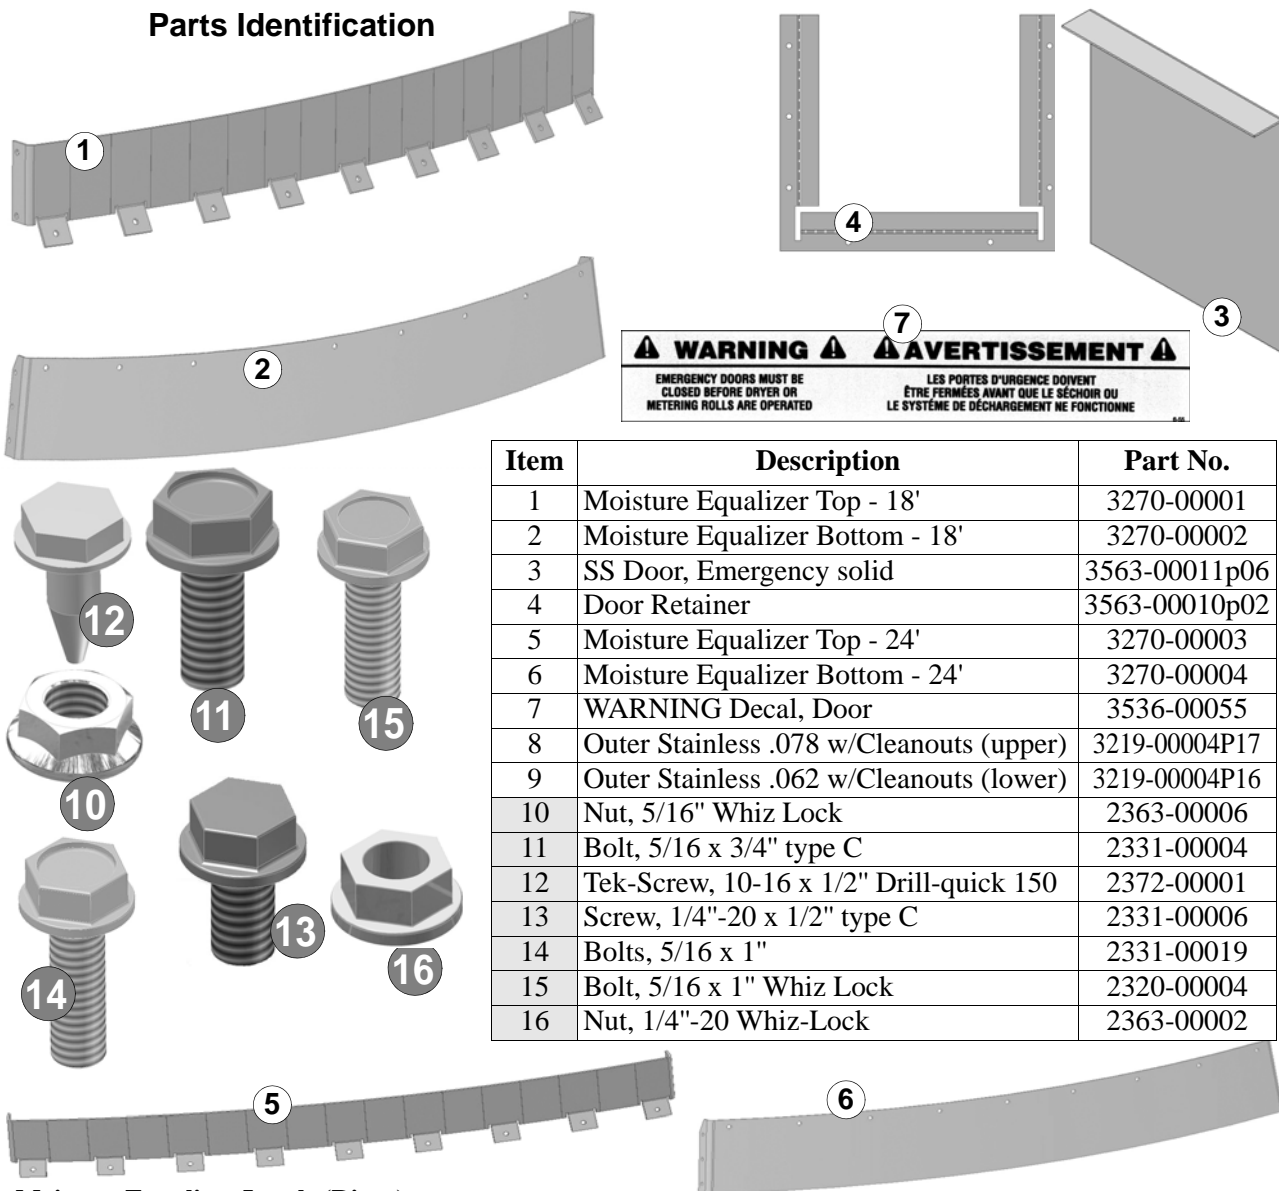 Parts Identification
1
4
3
7
WARNING AVERTISSEMENT
EMERGENCY DOORS MUST BE
CLOSED BEFORE DRYER OR
METERING ROLLS ARE OPERATED
LES PORTES D'URGENCE DOIVENT
ÊTRE FERMÉES AVANT QUE LE SÉCHOIR OU
LE SYSTÉME DE DÉCHARGEMENT NE FONCTIONNE
2
Item Description Part No.
1 Moisture Equalizer Top - 18' 3270-00001
2 Moisture Equalizer Bottom - 18' 3270-00002
3 SS Door, Emergency solid 3563-00011p06
4 Door Retainer 3563-00010p02
5 Moisture Equalizer Top - 24' 3270-00003
6 Moisture Equalizer Bottom - 24' 3270-00004
7 WARNING Decal, Door 3536-00055
8 Outer Stainless .078 w/Cleanouts (upper) 3219-00004P17
9 Outer Stainless .062 w/Cleanouts (lower) 3219-00004P16
10 Nut, 5/16" Whiz Lock 2363-00006
11 Bolt, 5/16 x 3/4" type C 2331-00004
12 Tek-Screw, 10-16 x 1/2" Drill-quick 150 2372-00001
13 Screw, 1/4"-20 x 1/2" type C 2331-00006
14 Bolts, 5/16 x 1" 2331-00019
15 Bolt, 5/16 x 1" Whiz Lock 2320-00004
16 Nut, 1/4"-20 Whiz-Lock 2363-00002
12
11
15
10
13
16
14
5
6